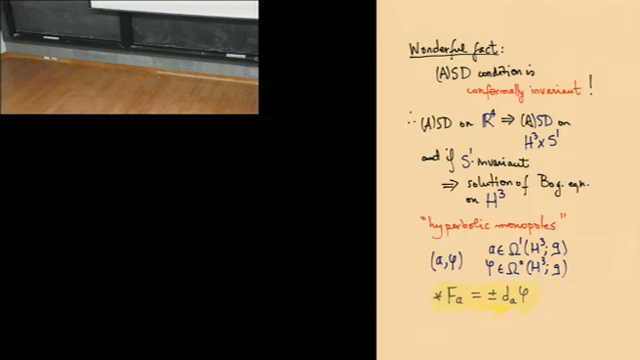 Wonderful fact:
(A)SD condition is
conformally invariant !
∴ (A)SD on ℝ⁴ ⟹ (A)SD on
H³×S¹
and if S¹-invariant
⟹ solution of Bog. eqn.
on H³
"hyperbolic monopoles"
(a,φ) a ∈ Ω¹(H³; g)
φ ∈ Ω⁰(H³; g)
*Fₐ = ± dₐφ